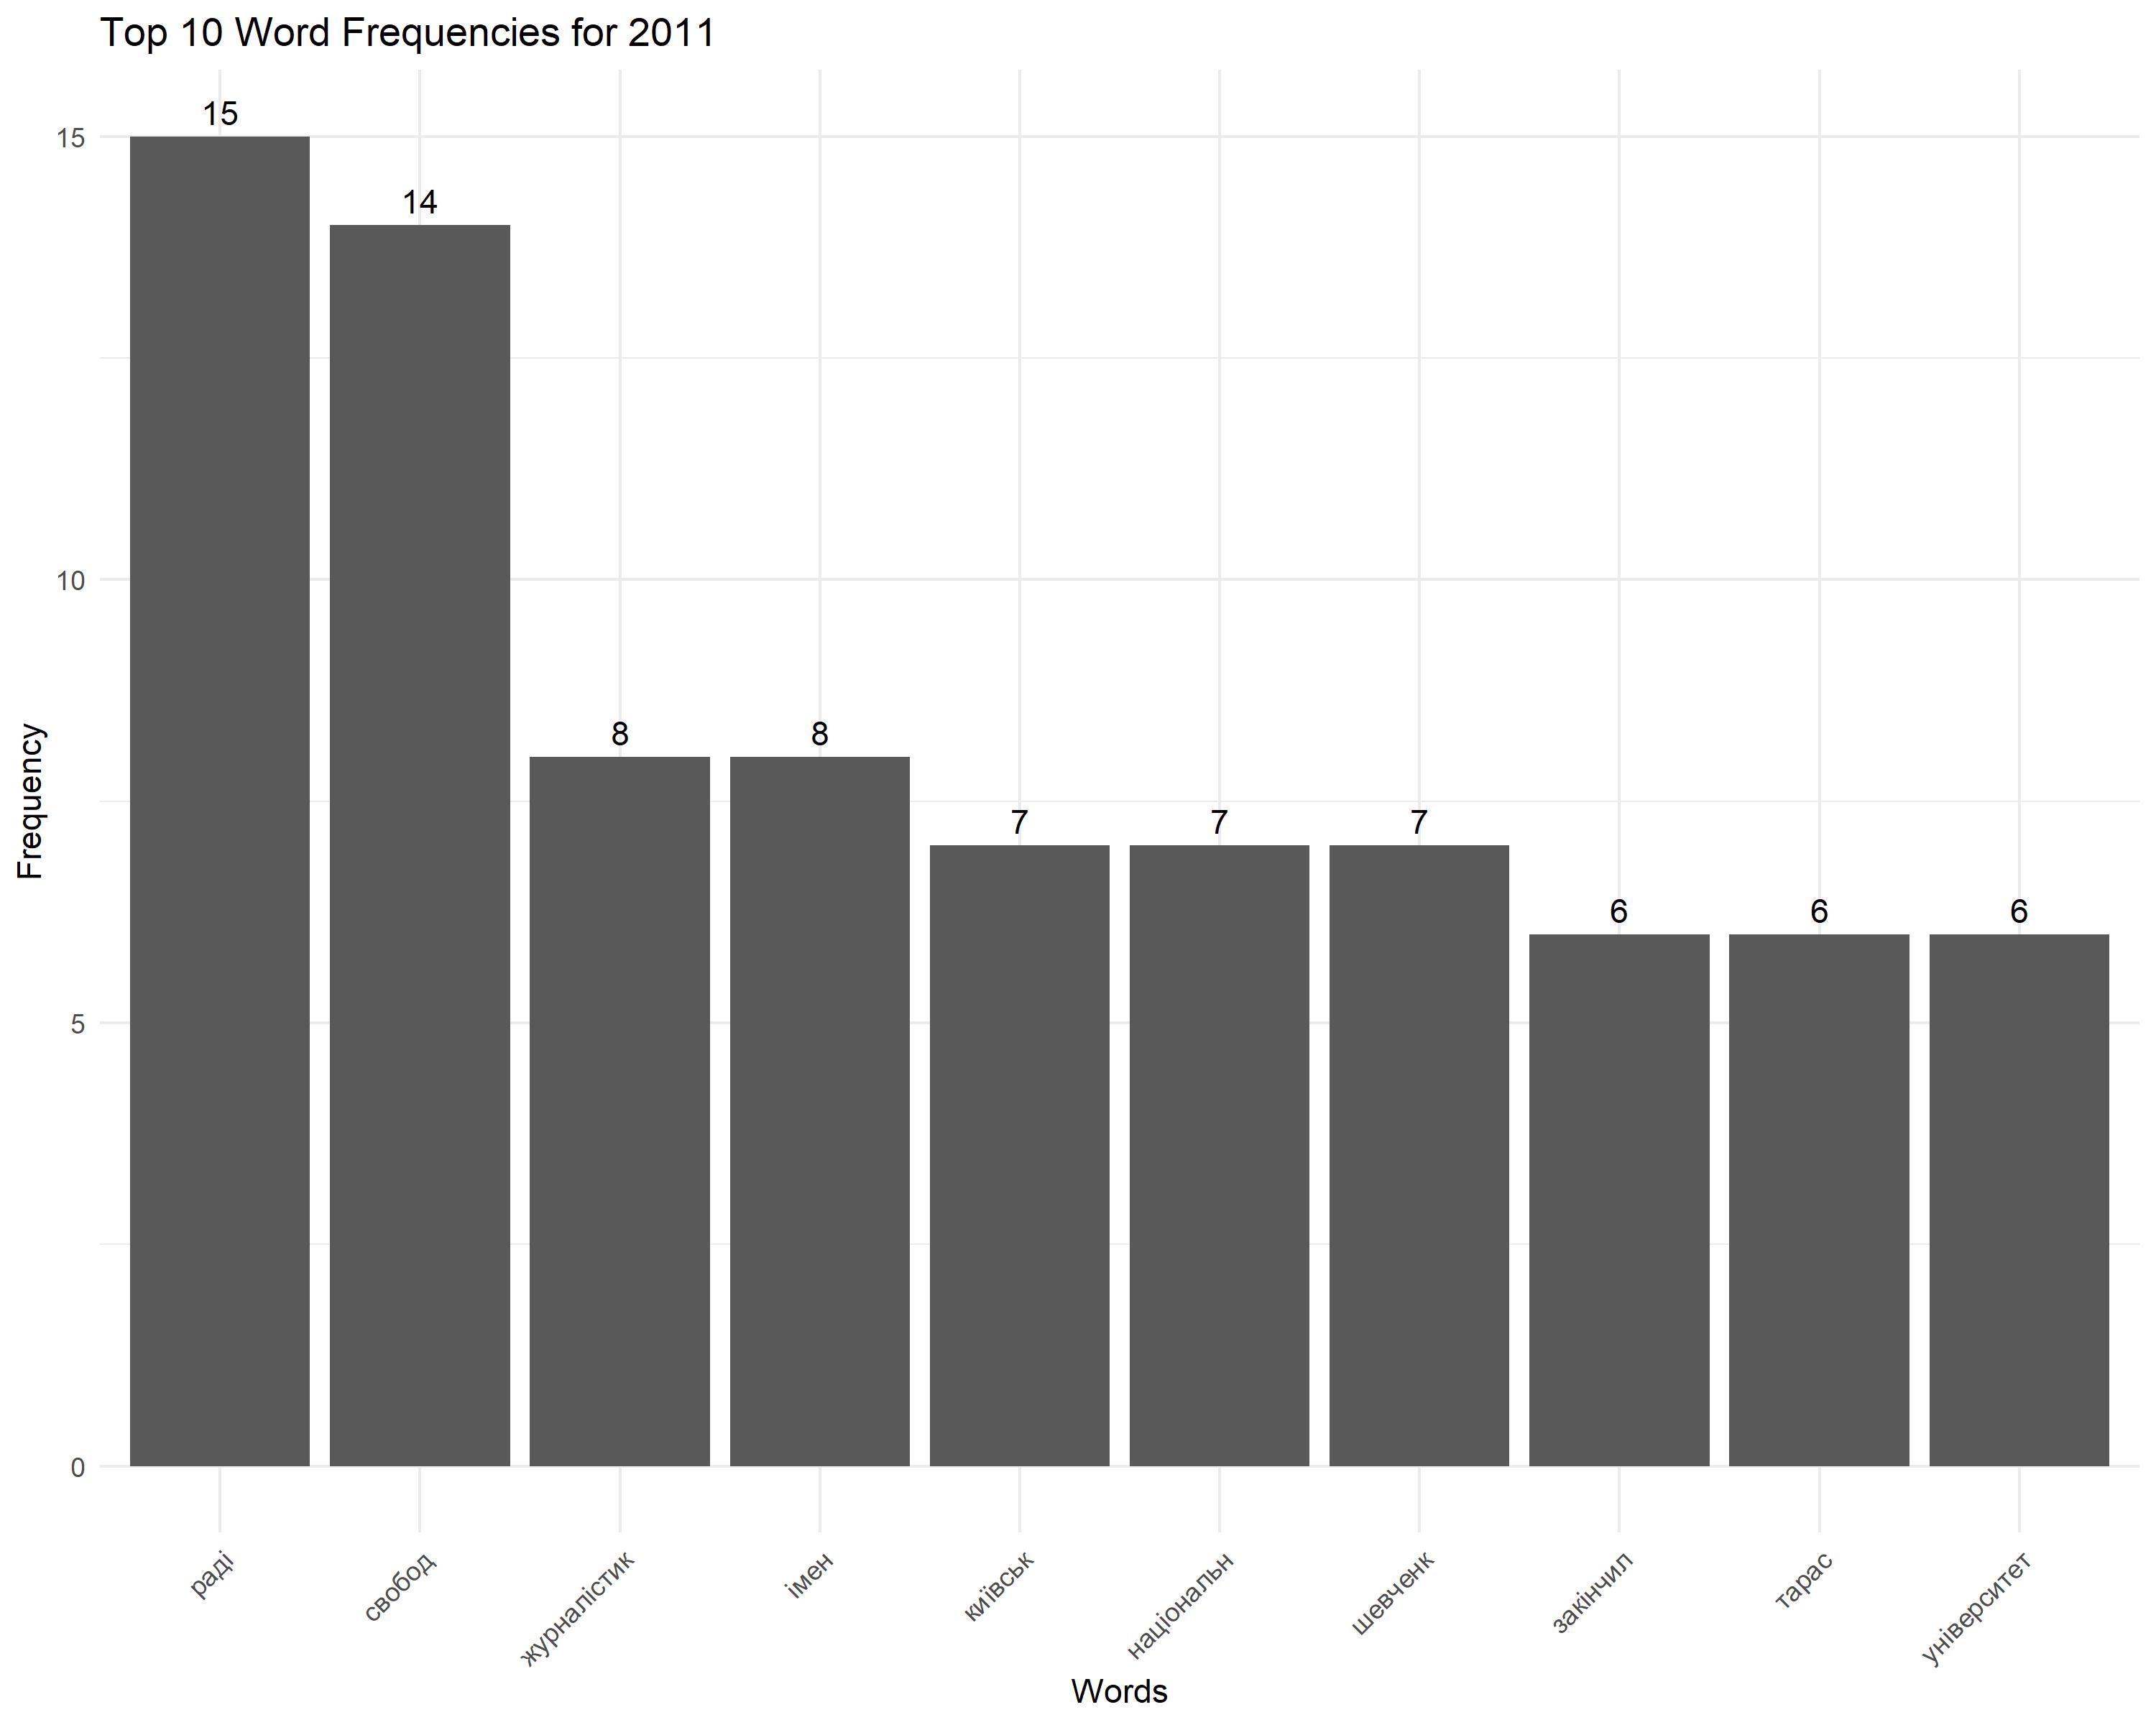 Top 10 Word Frequencies for 2011
15
14
8
8
7
7
7
6
6
6
15
10
5
0
Frequency
раді
свобод
журналістик
імен
київськ
національн
шевченк
закінчил
тарас
університет
Words